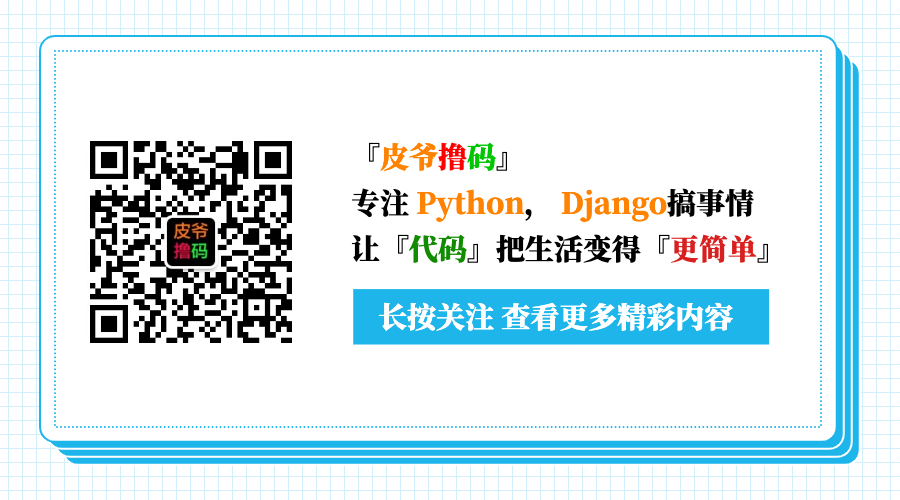 皮爷
撸码
『皮爷撸码』
专注 Python， Django搞事情
让『代码』把生活变得『更简单』
长按关注 查看更多精彩内容